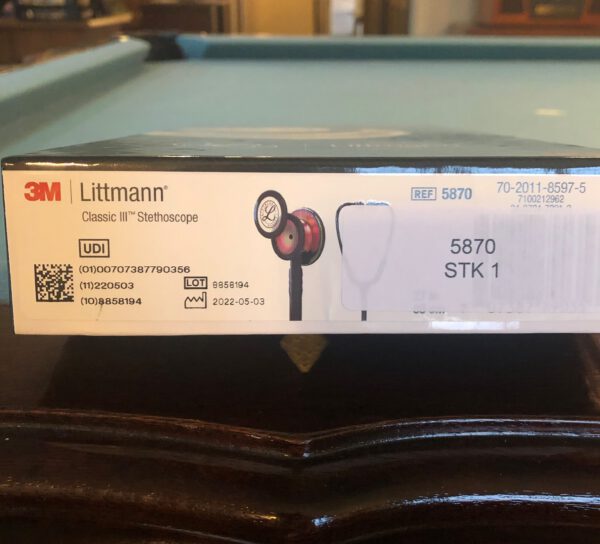 3M | Littmann®
Classic III™ Stethoscope
UDI
(01)00707387790356
(11)220503
(10)8858194
LOT 8858194
2022-05-03
REF 5870
70-2011-8597-5
7100212962
5870
STK 1